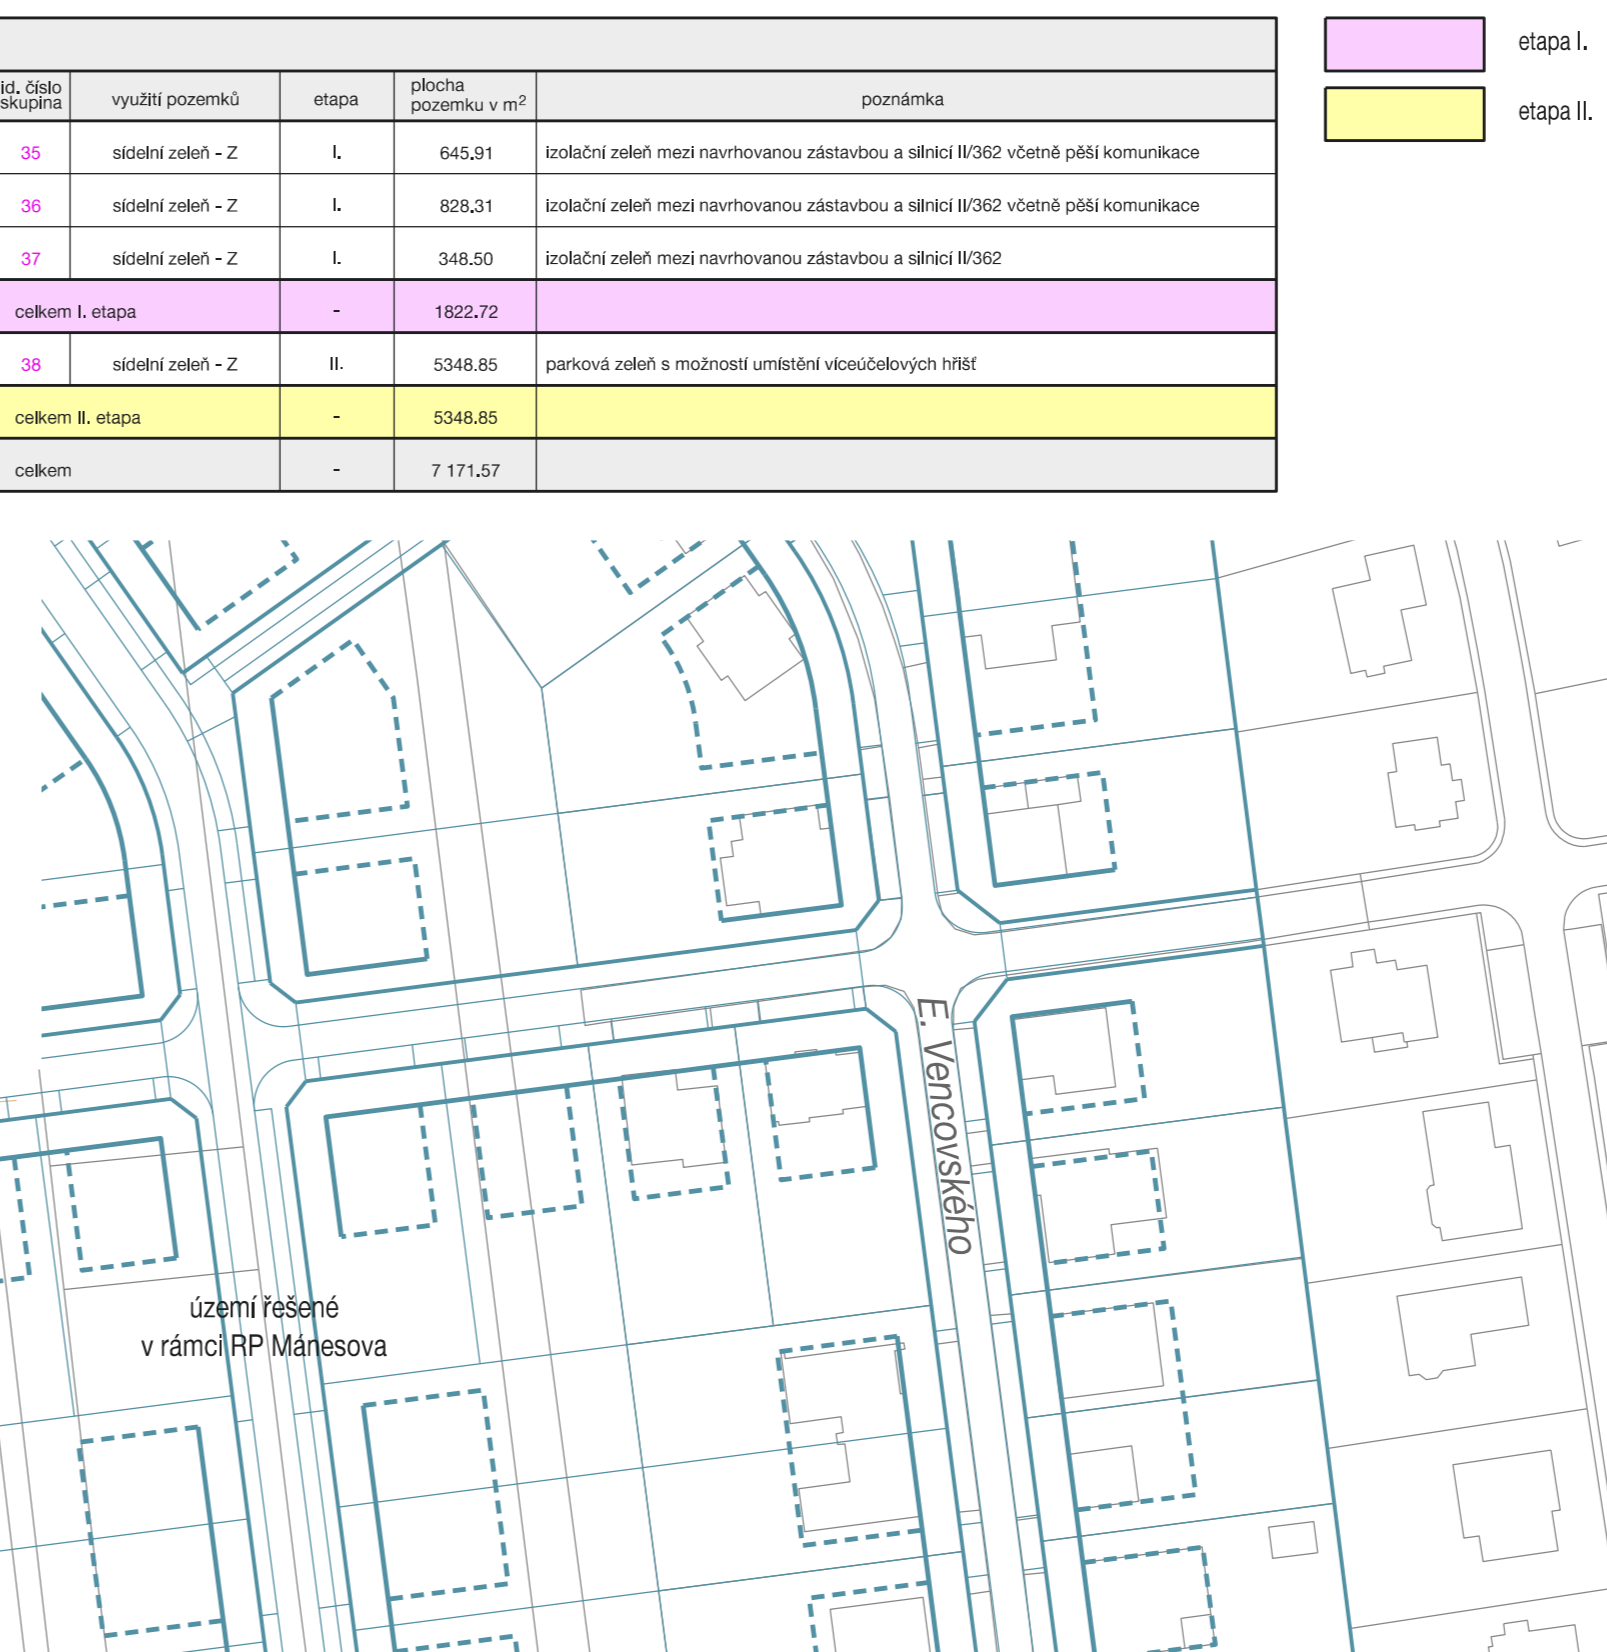 etapa I.
etapa II.
id. číslo
skupina
využití pozemků
etapa
plocha
pozemku v m²
poznámka
35 sídelní zeleň - Z I. 645.91 izolační zeleň mezi navrhovanou zástavbou a silnicí II/362 včetně pěší komunikace
36 sídelní zeleň - Z I. 828.31 izolační zeleň mezi navrhovanou zástavbou a silnicí II/362 včetně pěší komunikace
37 sídelní zeleň - Z I. 348.50 izolační zeleň mezi navrhovanou zástavbou a silnicí II/362
celkem I. etapa - 1822.72
38 sídelní zeleň - Z II. 5348.85 parková zeleň s možností umístění víceúčelových hřišť
celkem II. etapa - 5348.85
celkem - 7 171.57
E. Vencovského
území řešené
v rámci RP Mánesova